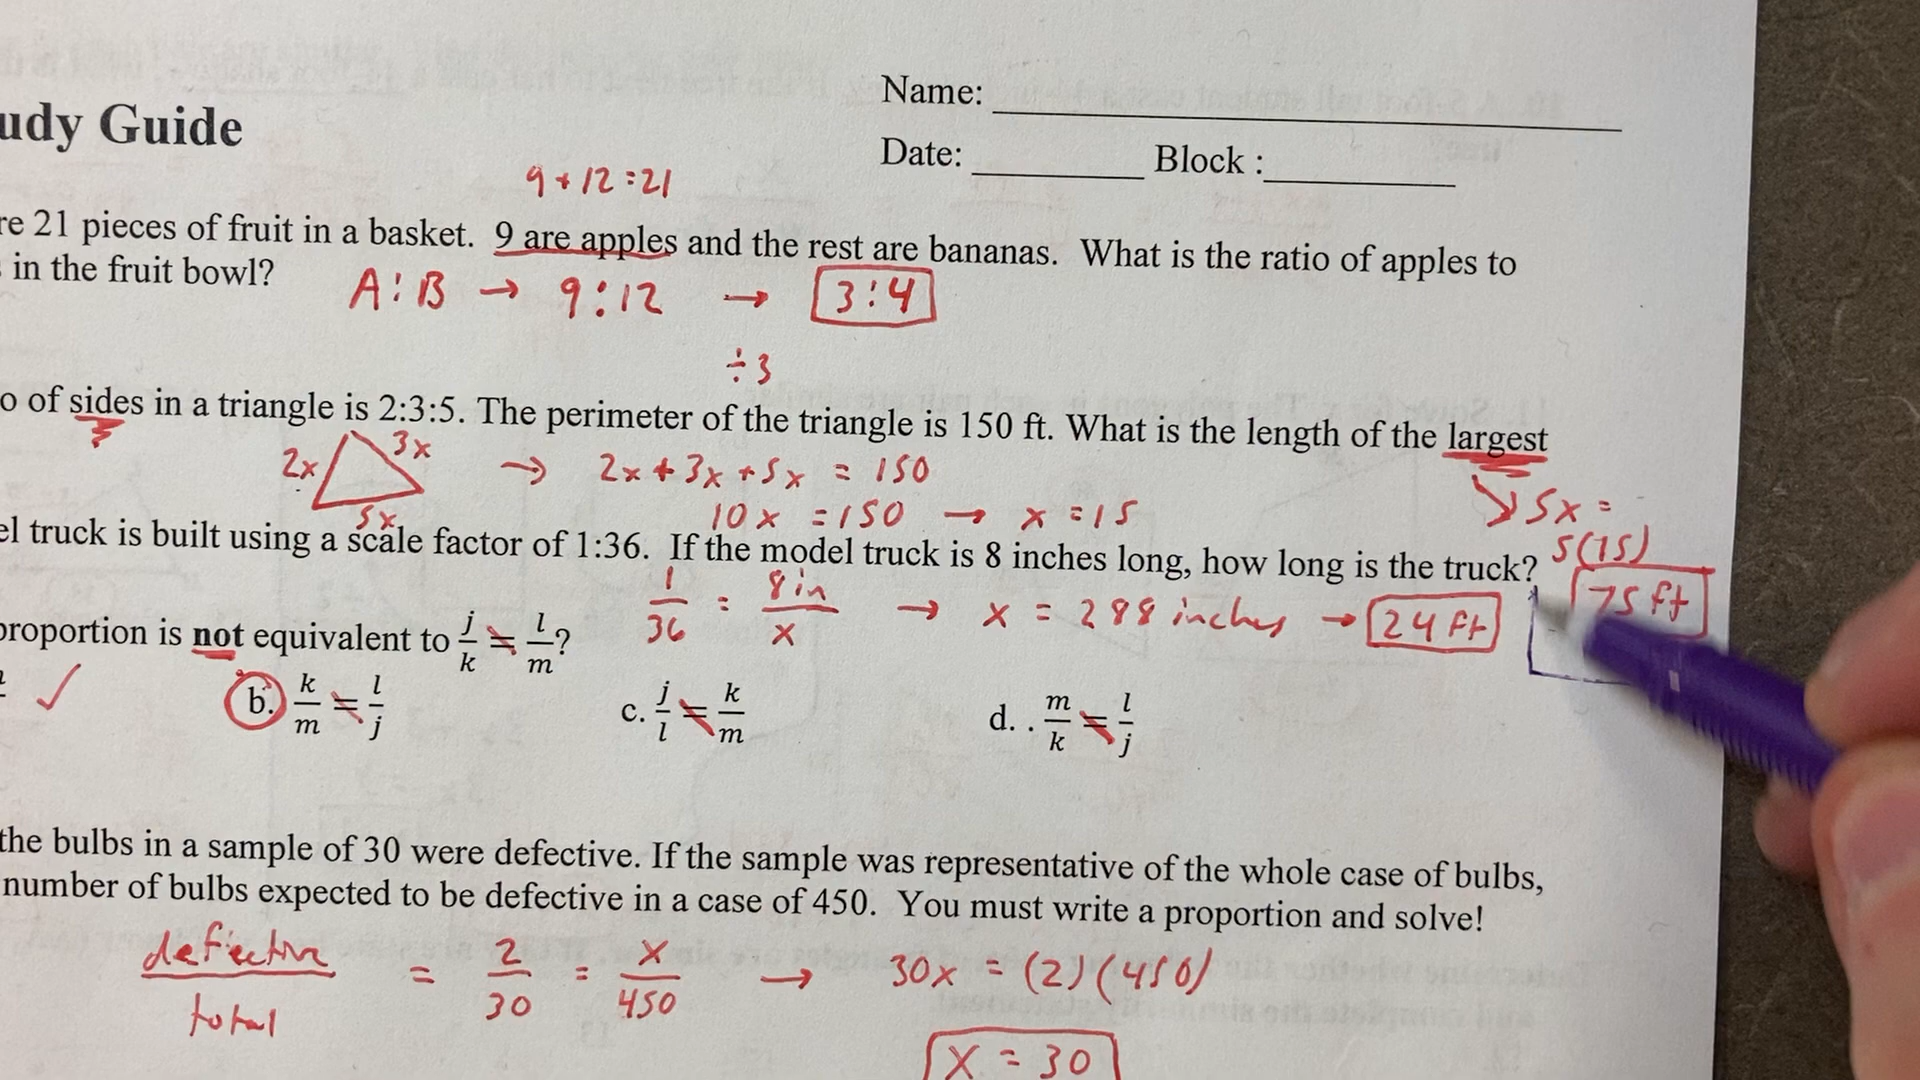 Name:
udy Guide
Date: Block :
9 + 12 = 21
re 21 pieces of fruit in a basket. 9 are apples and the rest are bananas. What is the ratio of apples to
in the fruit bowl?
A : B → 9 : 12 → 3 : 4
÷ 3
o of sides in a triangle is 2:3:5. The perimeter of the triangle is 150 ft. What is the length of the largest
2x 3x 5x → 2x + 3x + 5x = 150
10x = 150 → x = 15
5x =
5(15)
75 ft
el truck is built using a scale factor of 1:36. If the model truck is 8 inches long, how long is the truck?
1/36 = 8 in/x → x = 288 inches → 24 ft
proportion is not equivalent to j/k = l/m?
b. k/m = l/j c. j/l = k/m d. . m/k = l/j
the bulbs in a sample of 30 were defective. If the sample was representative of the whole case of bulbs,
number of bulbs expected to be defective in a case of 450. You must write a proportion and solve!
defective/total = 2/30 = x/450 → 30x = (2)(450)
x = 30